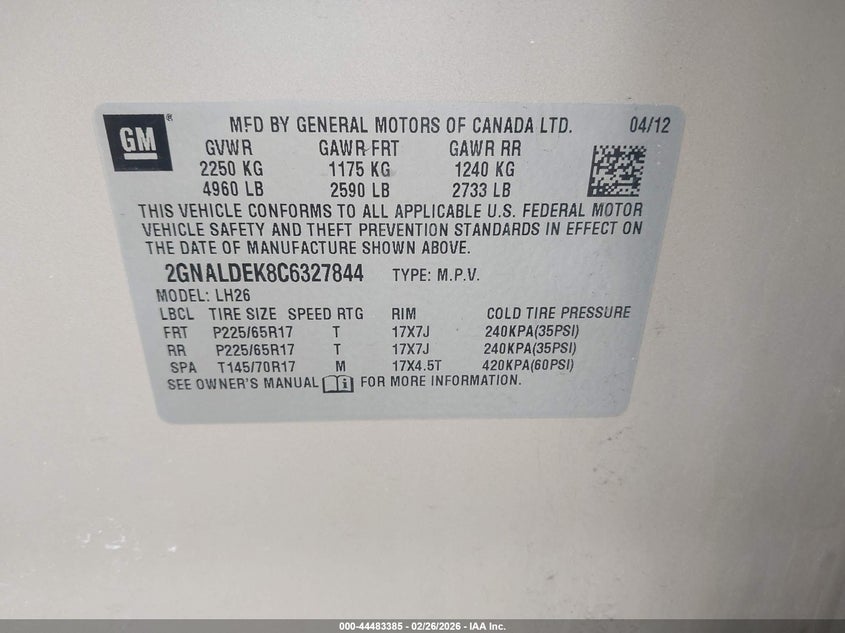 GM ®
MFD BY GENERAL MOTORS OF CANADA LTD. 04/12
GVWR GAWR FRT GAWR RR
2250 KG 1175 KG 1240 KG
4960 LB 2590 LB 2733 LB
THIS VEHICLE CONFORMS TO ALL APPLICABLE U.S. FEDERAL MOTOR
VEHICLE SAFETY AND THEFT PREVENTION STANDARDS IN EFFECT ON
THE DATE OF MANUFACTURE SHOWN ABOVE.
2GNALDEK8C6327844 TYPE: M.P.V.
MODEL: LH26
LBCL TIRE SIZE SPEED RTG RIM COLD TIRE PRESSURE
FRT P225/65R17 T 17X7J 240KPA(35PSI)
RR P225/65R17 T 17X7J 240KPA(35PSI)
SPA T145/70R17 M 17X4.5T 420KPA(60PSI)
SEE OWNER'S MANUAL i FOR MORE INFORMATION.
000-44483385 - 02/26/2026 - IAA Inc.